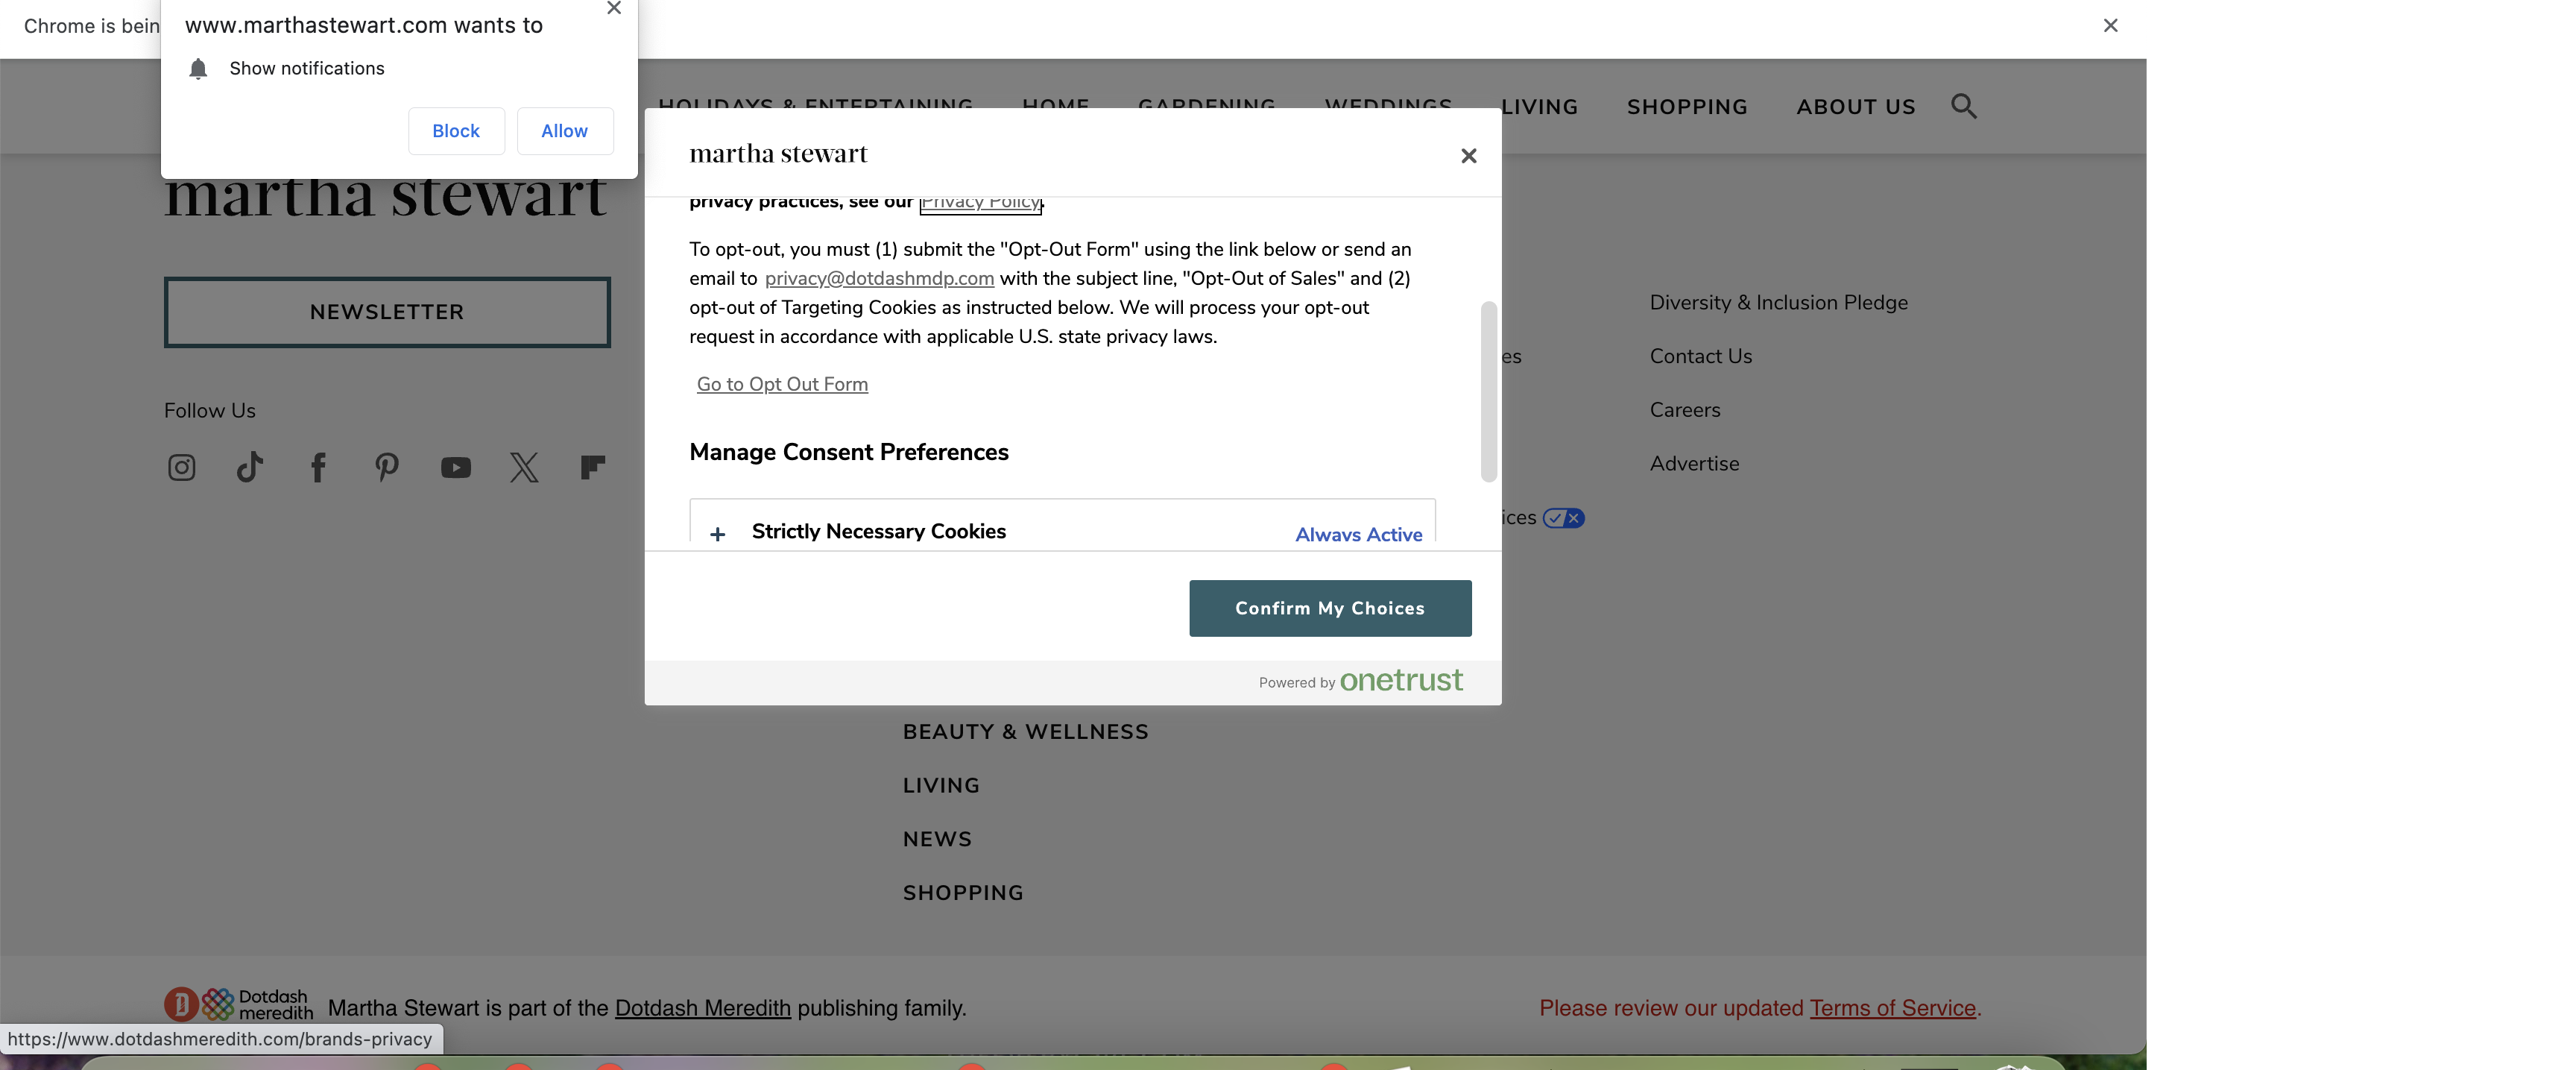 Chrome is bein
www.marthastewart.com wants to
Show notifications
Block
Allow
HOLIDAYS & ENTERTAINING
HOME
GARDENING
WEDDINGS
LIVING
SHOPPING
ABOUT US
martha stewart
NEWSLETTER
Follow Us
martha stewart
privacy practices, see our Privacy Policy.
To opt-out, you must (1) submit the "Opt-Out Form" using the link below or send an
email to privacy@dotdashmdp.com with the subject line, "Opt-Out of Sales" and (2)
opt-out of Targeting Cookies as instructed below. We will process your opt-out
request in accordance with applicable U.S. state privacy laws.
Go to Opt Out Form
Manage Consent Preferences
Strictly Necessary Cookies
Always Active
Confirm My Choices
Powered by onetrust
es
ices
Diversity & Inclusion Pledge
Contact Us
Careers
Advertise
BEAUTY & WELLNESS
LIVING
NEWS
SHOPPING
Dotdash
meredith
Martha Stewart is part of the Dotdash Meredith publishing family.
Please review our updated Terms of Service.
https://www.dotdashmeredith.com/brands-privacy